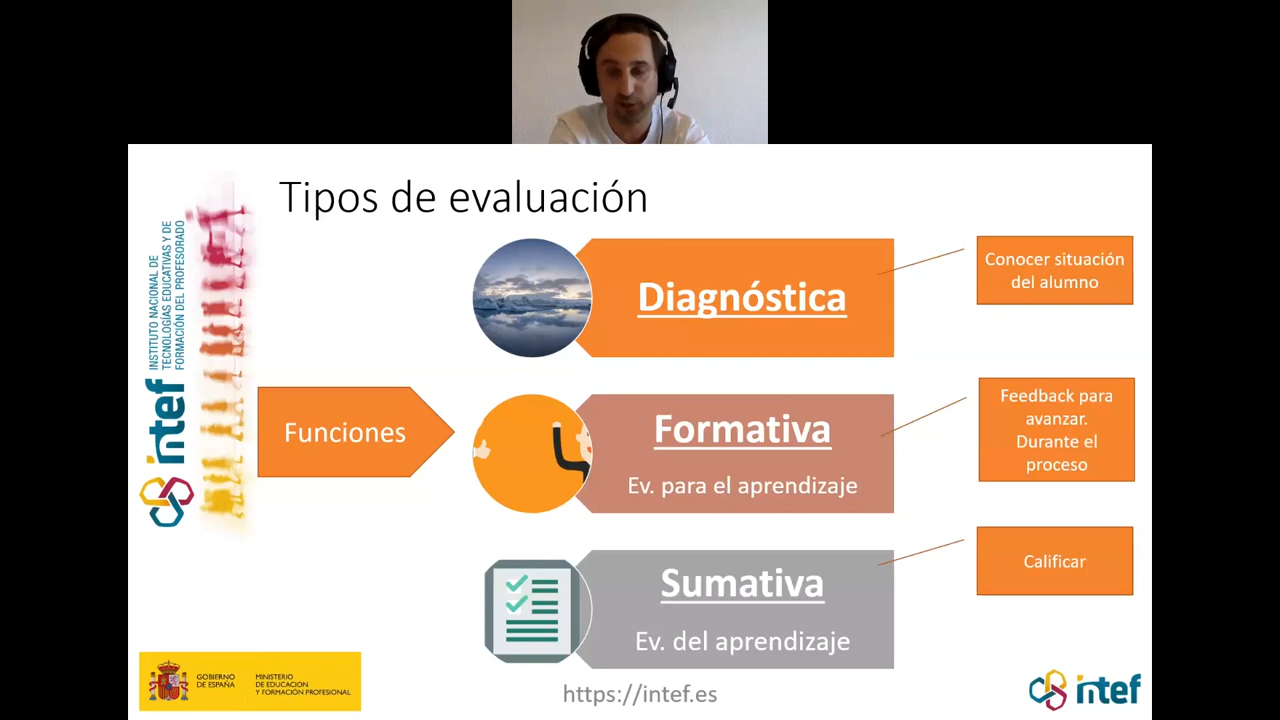 Tipos de evaluación
INSTITUTO NACIONAL DE
TECNOLOGÍAS EDUCATIVAS Y DE
FORMACIÓN DEL PROFESORADO
intef
Funciones
Diagnóstica
Conocer situación
del alumno
Formativa
Ev. para el aprendizaje
Feedback para
avanzar.
Durante el
proceso
Sumativa
Ev. del aprendizaje
Calificar
GOBIERNO
DE ESPAÑA
MINISTERIO
DE EDUCACIÓN
Y FORMACIÓN PROFESIONAL
https://intef.es
intef